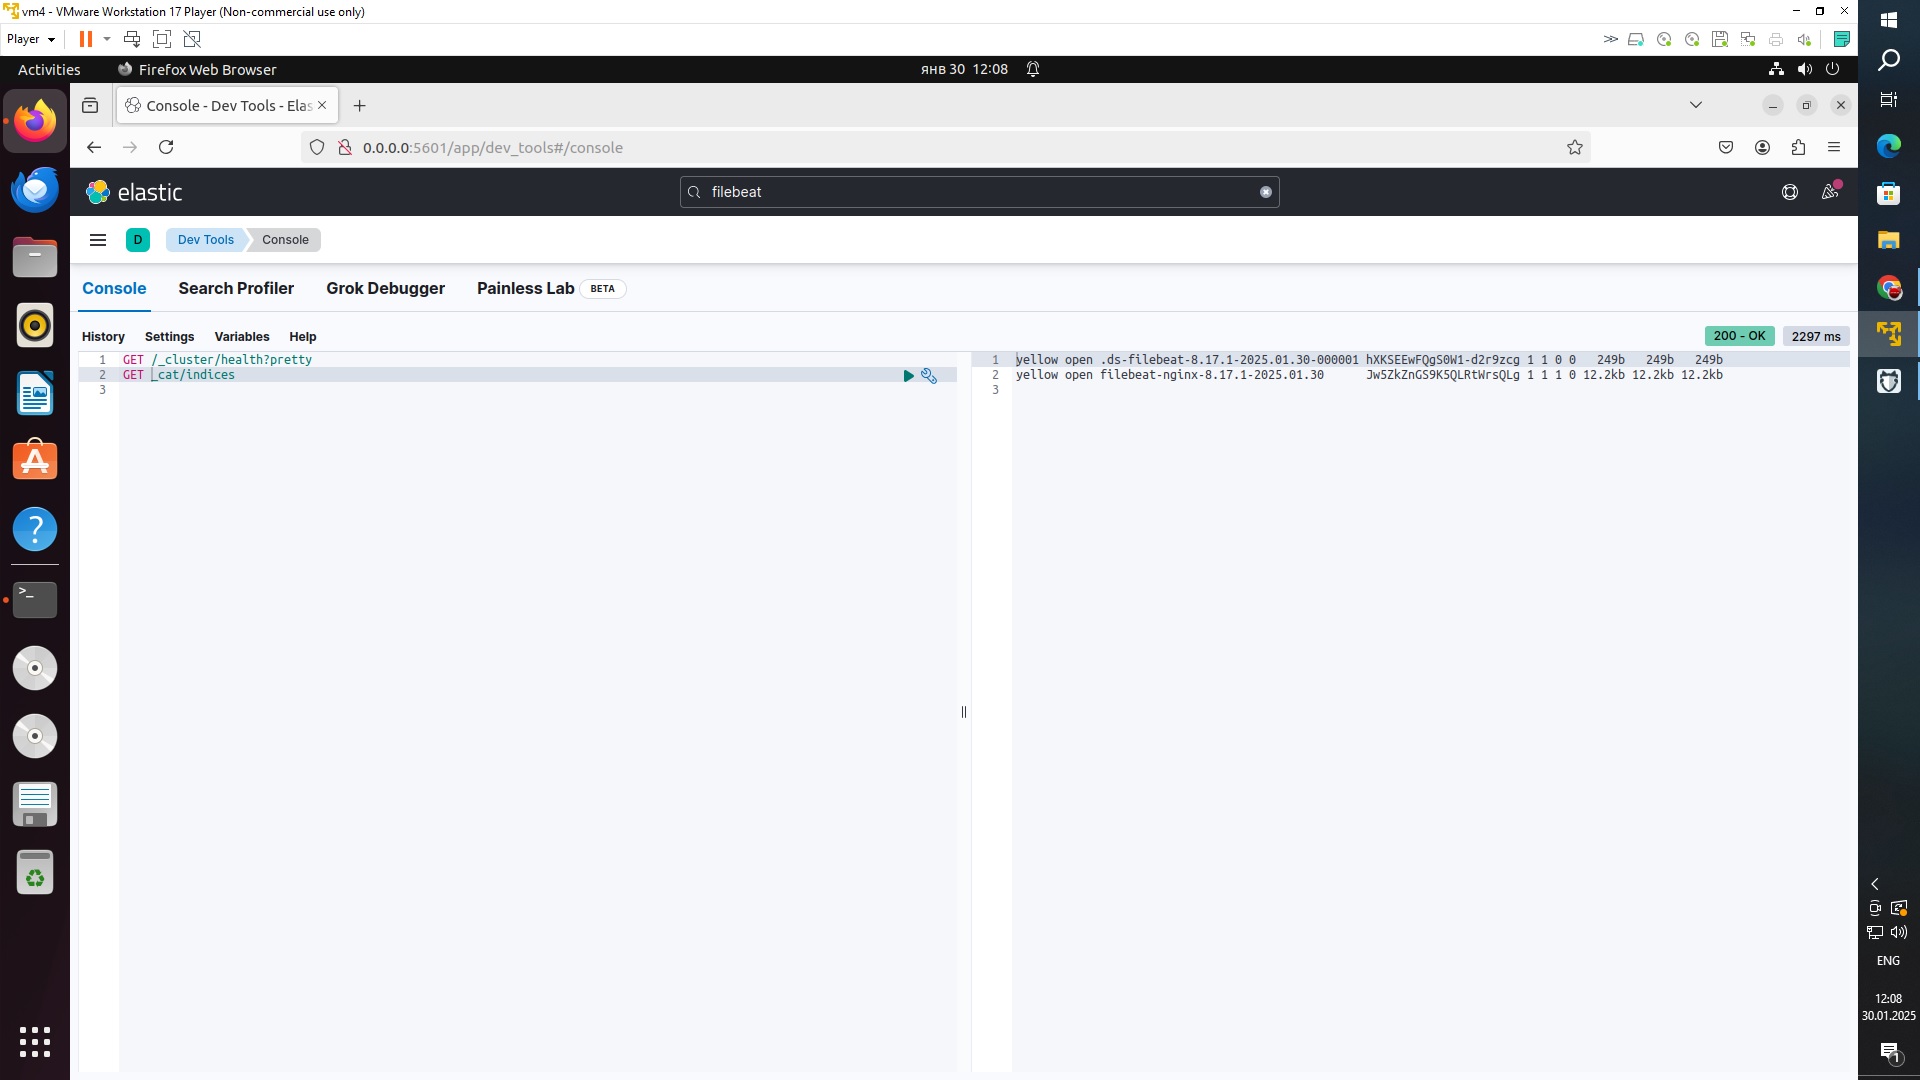 vm4 - VMware Workstation 17 Player (Non-commercial use only)
Player
Activities
Firefox Web Browser
янв 30 12:08
Console - Dev Tools - Elas
0.0.0.0:5601/app/dev_tools#/console
elastic
filebeat
D
Dev Tools
Console
Console
Search Profiler
Grok Debugger
Painless Lab
BETA
History
Settings
Variables
Help
200 - OK
2297 ms
1 GET /_cluster/health?pretty
2 GET _cat/indices
3
1 yellow open .ds-filebeat-8.17.1-2025.01.30-000001 hXKSEEwFQgS0W1-d2r9zcg 1 1 0 0 249b 249b 249b
2 yellow open filebeat-nginx-8.17.1-2025.01.30 Jw5ZkZnGS9K5QLRtWrsQLg 1 1 1 0 12.2kb 12.2kb 12.2kb
3
ENG
12:08
30.01.2025
1